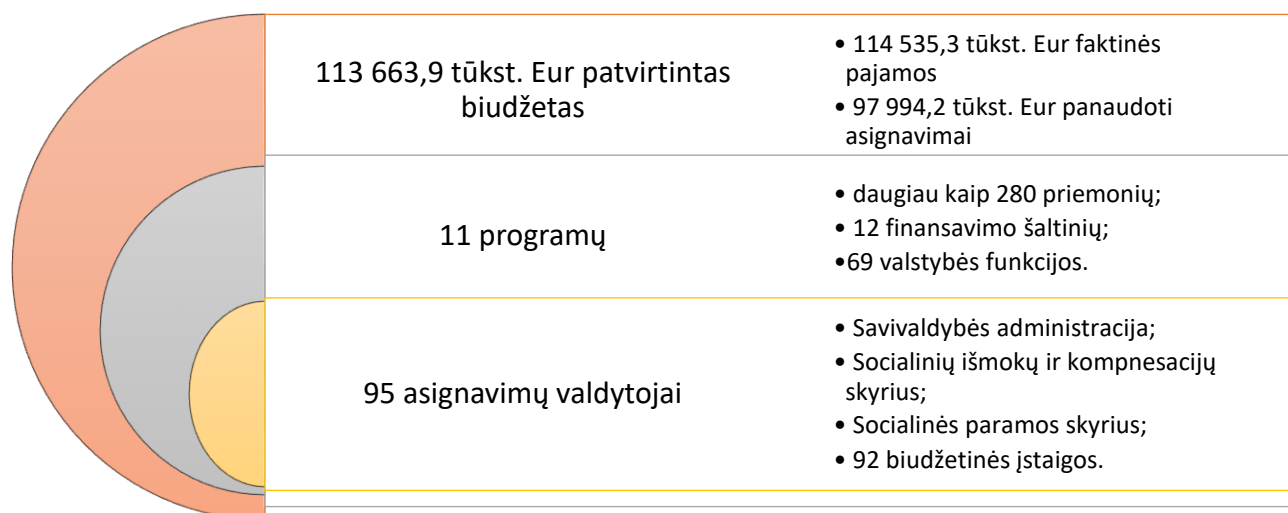 113 663,9 tūkst. Eur patvirtintas
biudžetas
• 114 535,3 tūkst. Eur faktinės
pajamos
• 97 994,2 tūkst. Eur panaudoti
asignavimai
11 programų
• daugiau kaip 280 priemonių;
• 12 finansavimo šaltinių;
•69 valstybės funkcijos.
95 asignavimų valdytojai
• Savivaldybės administracija;
• Socialinių išmokų ir kompnesacijų
skyrius;
• Socialinės paramos skyrius;
• 92 biudžetinės įstaigos.